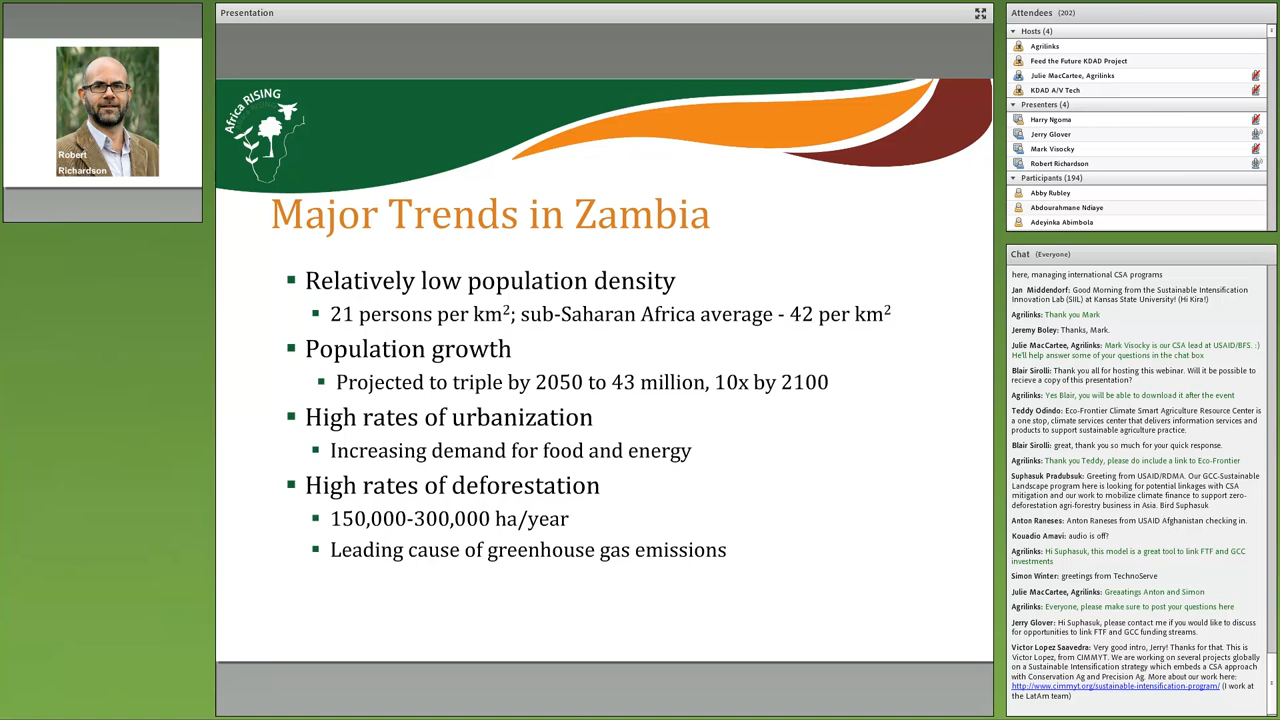 Robert
Richardson
Presentation
Africa RISING
Major Trends in Zambia
▪ Relatively low population density
▪ 21 persons per km²; sub-Saharan Africa average - 42 per km²
▪ Population growth
▪ Projected to triple by 2050 to 43 million, 10x by 2100
▪ High rates of urbanization
▪ Increasing demand for food and energy
▪ High rates of deforestation
▪ 150,000-300,000 ha/year
▪ Leading cause of greenhouse gas emissions
Attendees (202)
Hosts (4)
Agrilinks
Feed the Future KDAD Project
Julie MacCartee, Agrilinks
KDAD A/V Tech
Presenters (4)
Harry Ngoma
Jerry Glover
Mark Visocky
Robert Richardson
Participants (194)
Abby Rubley
Abdourahmane Ndiaye
Adeyinka Abimbola
Chat (Everyone)
here, managing international CSA programs
Jan Middendorf: Good Morning from the Sustainable Intensification
Innovation Lab (SIIL) at Kansas State University! (Hi Kira!)
Agrilinks: Thank you Mark
Jeremy Boley: Thanks, Mark.
Julie MacCartee, Agrilinks: Mark Visocky is our CSA lead at USAID/BFS. :)
He'll help answer some of your questions in the chat box
Blair Sirolli: Thank you all for hosting this webinar. Will it be possible to
recieve a copy of this presentation?
Agrilinks: Yes Blair, you will be able to download it after the event
Teddy Odindo: Eco-Frontier Climate Smart Agriculture Resource Center is
a one stop, climate services center that delivers information services and
products to support sustainable agriculture practice.
Blair Sirolli: great, thank you so much for your quick response.
Agrilinks: Thank you Teddy, please do include a link to Eco-Frontier
Suphasuk Pradubsuk: Greeting from USAID/RDMA. Our GCC-Sustainable
Landscape program here is looking for potential linkages with CSA
mitigation and our work to mobilize climate finance to support zero-
deforestation agri-forestry business in Asia. Bird Suphasuk
Anton Raneses: Anton Raneses from USAID Afghanistan checking in.
Kouadio Amavi: audio is off?
Agrilinks: Hi Suphasuk, this model is a great tool to link FTF and GCC
investments
Simon Winter: greetings from TechnoServe
Julie MacCartee, Agrilinks: Greaatings Anton and Simon
Agrilinks: Everyone, please make sure to post your questions here
Jerry Glover: Hi Suphasuk, please contact me if you would like to discuss
for opportunities to link FTF and GCC funding streams.
Victor Lopez Saavedra: Very good intro, Jerry! Thanks for that. This is
Victor Lopez, from CIMMYT. We are working on several projects globally
on a Sustainable Intensification strategy which embeds a CSA approach
with Conservation Ag and Precision Ag. More about our work here:
http://www.cimmyt.org/sustainable-intensification-program/ (I work at
the LatAm team)